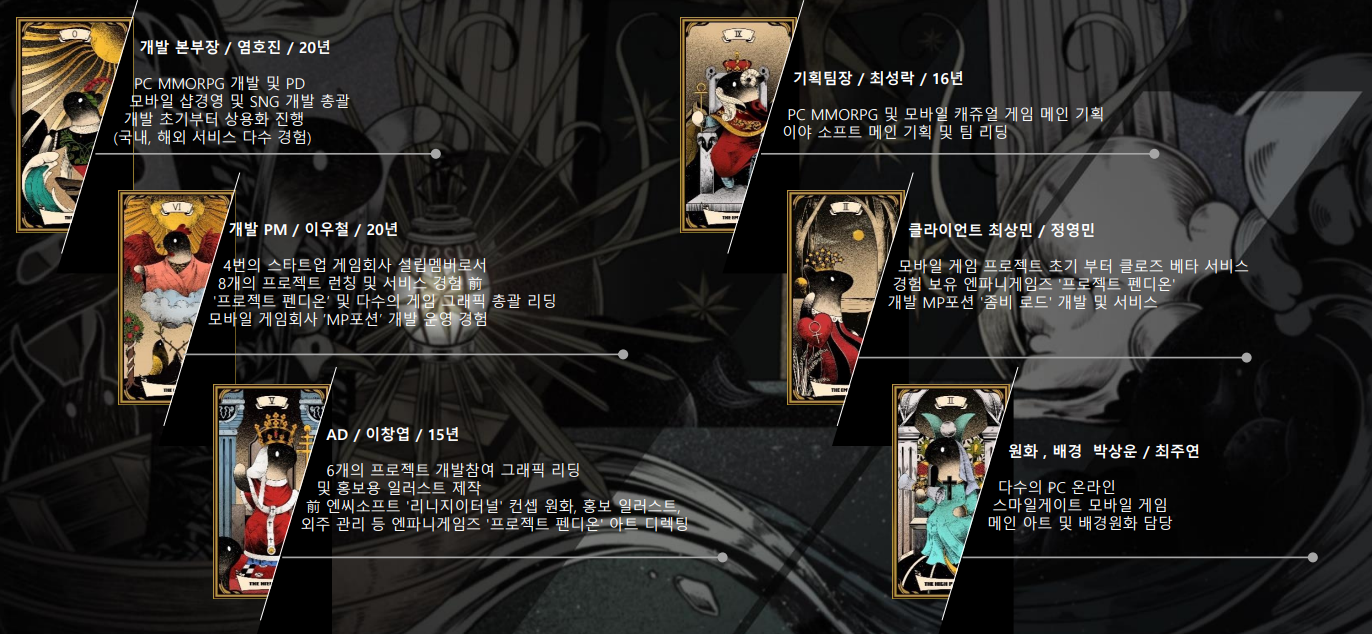 0
개발 본부장 / 염호진 / 20년
PC MMORPG 개발 및 PD
모바일 샵경영 및 SNG 개발 총괄
개발 초기부터 상용화 진행
(국내, 해외 서비스 다수 경험)
VI
개발 PM / 이우철 / 20년
4번의 스타트업 게임회사 설립멤버로서
8개의 프로젝트 런칭 및 서비스 경험 前
'프로젝트 펜디온' 및 다수의 게임 그래픽 총괄 리딩
모바일 게임회사 'MP포션' 개발 운영 경험
V
AD / 이창엽 / 15년
6개의 프로젝트 개발참여 그래픽 리딩
및 홍보용 일러스트 제작
前 엔씨소프트 '리니지이터널' 컨셉 원화, 홍보 일러스트,
외주 관리 등 엔파니게임즈 '프로젝트 펜디온' 아트 디렉팅
IV
기획팀장 / 최성락 / 16년
PC MMORPG 및 모바일 캐쥬얼 게임 메인 기획
이야 소프트 메인 기획 및 팀 리딩
클라이언트 최상민 / 정영민
모바일 게임 프로젝트 초기 부터 클로즈 베타 서비스
경험 보유 엔파니게임즈 '프로젝트 펜디온'
개발 MP포션 '좀비 로드' 개발 및 서비스
II
원화 , 배경 박상운 / 최주연
다수의 PC 온라인
스마일게이트 모바일 게임
메인 아트 및 배경원화 담당